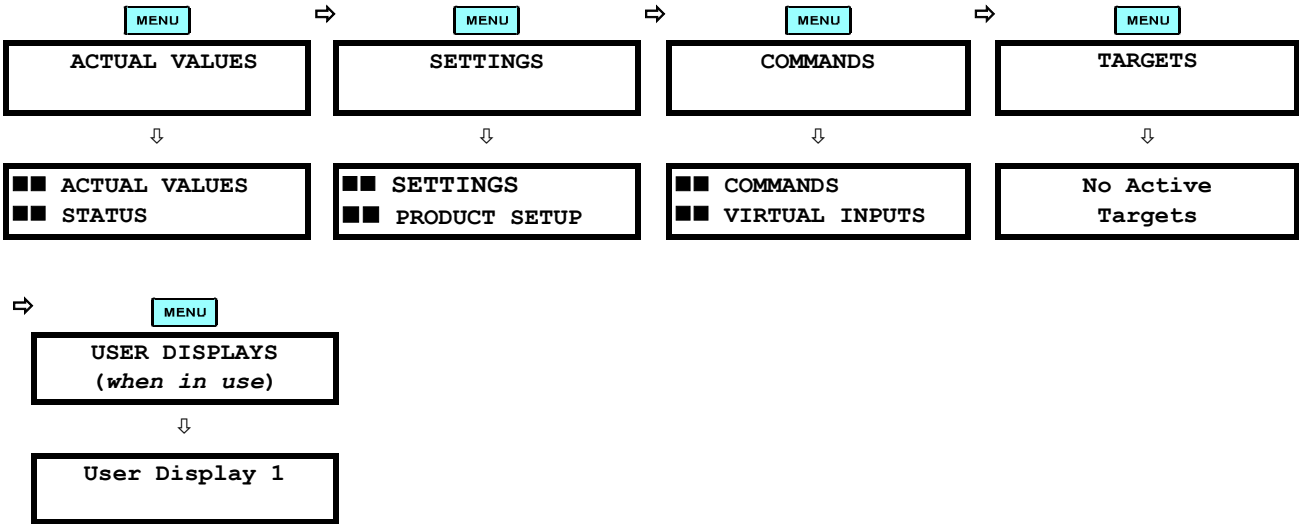 MENU ⇨ MENU ⇨ MENU ⇨ MENU
ACTUAL VALUES
SETTINGS
COMMANDS
TARGETS
⇩ ⇩ ⇩ ⇩
■■ ACTUAL VALUES
■■ STATUS
■■ SETTINGS
■■ PRODUCT SETUP
■■ COMMANDS
■■ VIRTUAL INPUTS
No Active
Targets
⇨ MENU
USER DISPLAYS
(when in use)
⇩
User Display 1